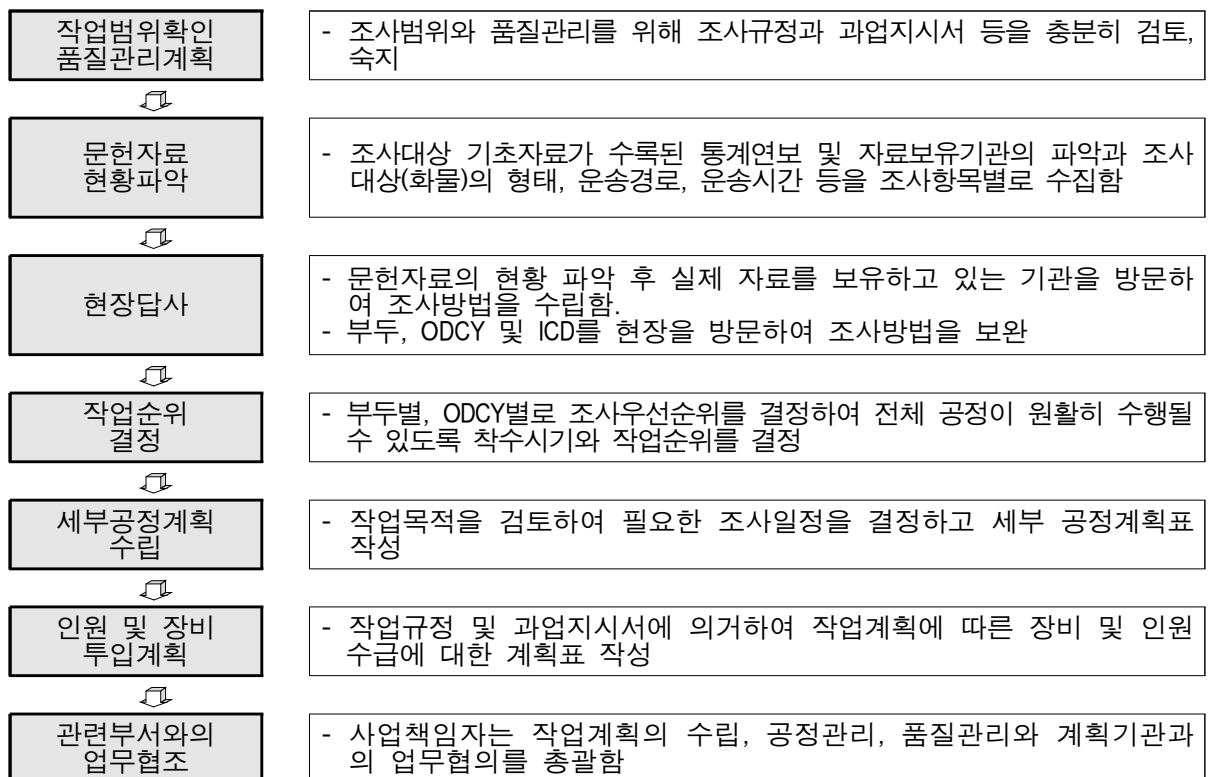 작업범위확인
품질관리계획
- 조사범위와 품질관리를 위해 조사규정과 과업지시서 등을 충분히 검토,
숙지
문헌자료
현황파악
- 조사대상 기초자료가 수록된 통계연보 및 자료보유기관의 파악과 조사
대상(화물)의 형태, 운송경로, 운송시간 등을 조사항목별로 수집함
현장답사
- 문헌자료의 현황 파악 후 실제 자료를 보유하고 있는 기관을 방문하
여 조사방법을 수립함.
- 부두, ODCY 및 ICD를 현장을 방문하여 조사방법을 보완
작업순위
결정
- 부두별, ODCY별로 조사우선순위를 결정하여 전체 공정이 원활히 수행될
수 있도록 착수시기와 작업순위를 결정
세부공정계획
수립
- 작업목적을 검토하여 필요한 조사일정을 결정하고 세부 공정계획표
작성
인원 및 장비
투입계획
- 작업규정 및 과업지시서에 의거하여 작업계획에 따른 장비 및 인원
수급에 대한 계획표 작성
관련부서와의
업무협조
- 사업책임자는 작업계획의 수립, 공정관리, 품질관리와 계획기관과
의 업무협의를 총괄함